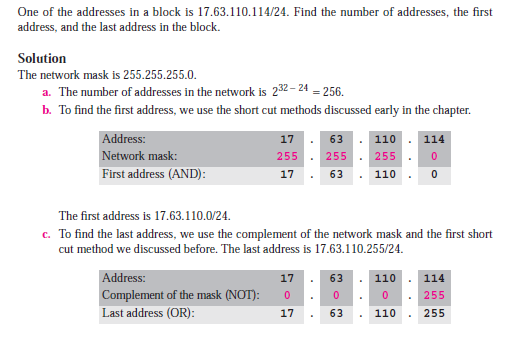 One of the addresses in a block is 17.63.110.114/24. Find the number of addresses, the first
address, and the last address in the block.
Solution
The network mask is 255.255.255.0.
a. The number of addresses in the network is 2³²⁻²⁴ = 256.
b. To find the first address, we use the short cut methods discussed early in the chapter.
Address: 17 . 63 . 110 . 114
Network mask: 255 . 255 . 255 . 0
First address (AND): 17 . 63 . 110 . 0
The first address is 17.63.110.0/24.
c. To find the last address, we use the complement of the network mask and the first short
cut method we discussed before. The last address is 17.63.110.255/24.
Address: 17 . 63 . 110 . 114
Complement of the mask (NOT): 0 . 0 . 0 . 255
Last address (OR): 17 . 63 . 110 . 255